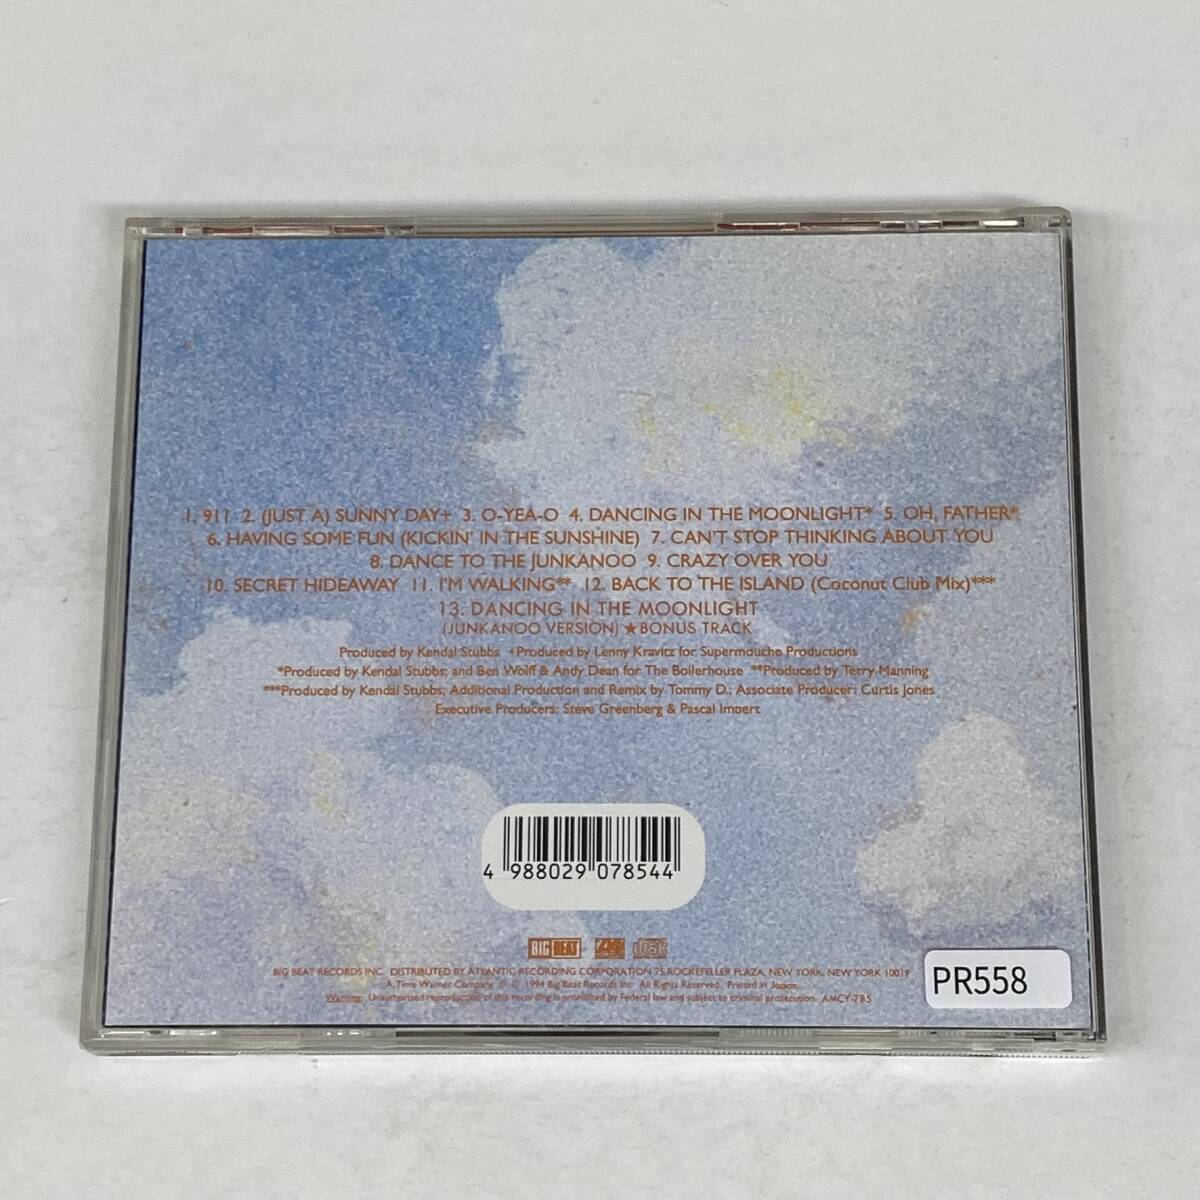 1. 911 2. (JUST A) SUNNY DAY+ 3. O-YEA-O 4. DANCING IN THE MOONLIGHT* 5. OH, FATHER*
6. HAVING SOME FUN (KICKIN' IN THE SUNSHINE) 7. CAN'T STOP THINKING ABOUT YOU
8. DANCE TO THE JUNKANOO 9. CRAZY OVER YOU
10. SECRET HIDEAWAY 11. I'M WALKING** 12. BACK TO THE ISLAND (Coconut Club Mix)***
13. DANCING IN THE MOONLIGHT
(JUNKANOO VERSION) ★BONUS TRACK
Produced by Kendal Stubbs +Produced by Lenny Kravitz for Supermouche Productions
*Produced by Kendal Stubbs; and Ben Wolff & Andy Dean for The Boilerhouse **Produced by Terry Manning
***Produced by Kendal Stubbs; Additional Production and Remix by Tommy D.; Associate Producer: Curtis Jones
Executive Producers: Steve Greenberg & Pascal Imbert
4 988029 078544
BIG BEAT
BIG BEAT RECORDS INC. DISTRIBUTED BY ATLANTIC RECORDING CORPORATION 75 ROCKEFELLER PLAZA, NEW YORK, NEW YORK 10019
A Time Warner Company ℗ © 1994 Big Beat Records Inc All Rights Reserved. Printed in Japan.
Warning: Unauthorized reproduction of this recording is prohibited by Federal law and subject to criminal prosecution. AMCY-785
PR558